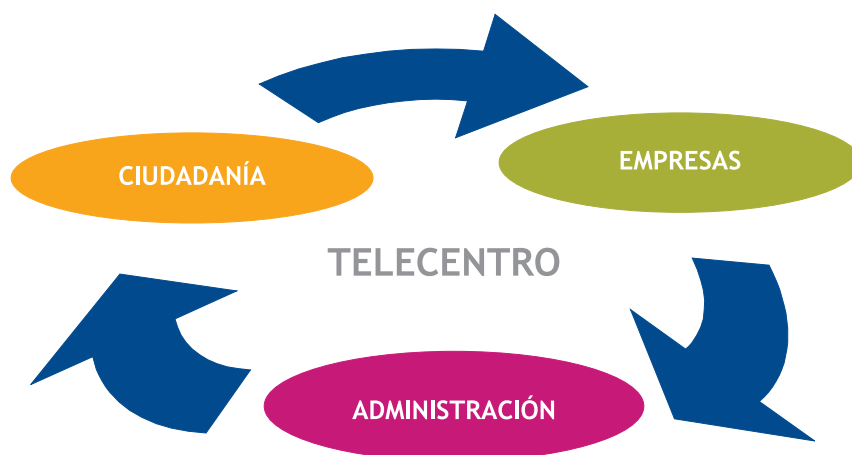 CIUDADANÍA
EMPRESAS
TELECENTRO
ADMINISTRACIÓN